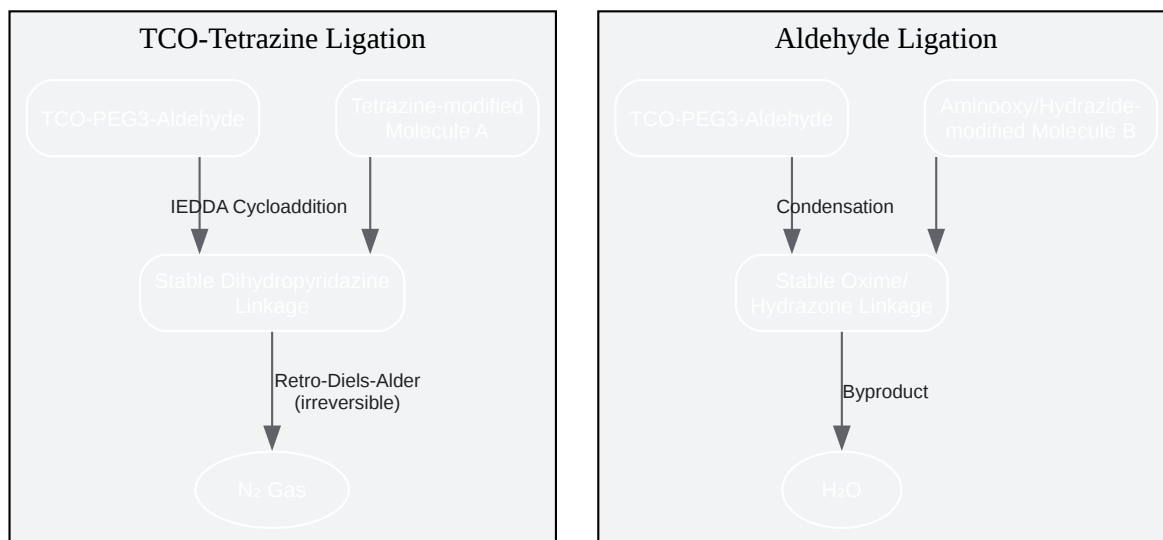 TCO-Tetrazine Ligation
TCO-PEG3-Aldehyde
Tetrazine-modified
Molecule A
IEDDA Cycloaddition
Stable Dihydropyridazine
Linkage
Retro-Diels-Alder
(irreversible)
N₂ Gas
Aldehyde Ligation
TCO-PEG3-Aldehyde
Aminooxy/Hydrazide-
modified Molecule B
Condensation
Stable Oxime/
Hydrazone Linkage
Byproduct
H₂O